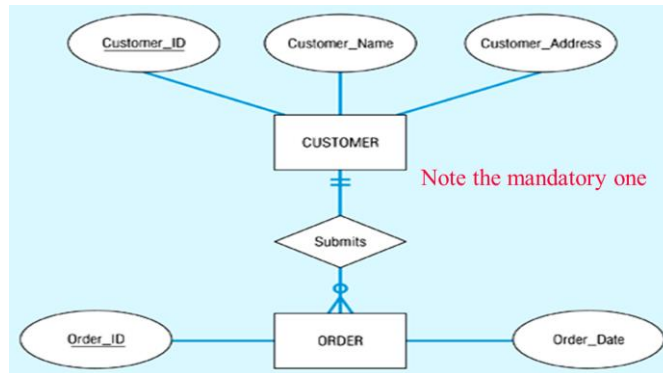 Customer_ID
Customer_Name
Customer_Address
CUSTOMER
Note the mandatory one
Submits
Order_ID
ORDER
Order_Date